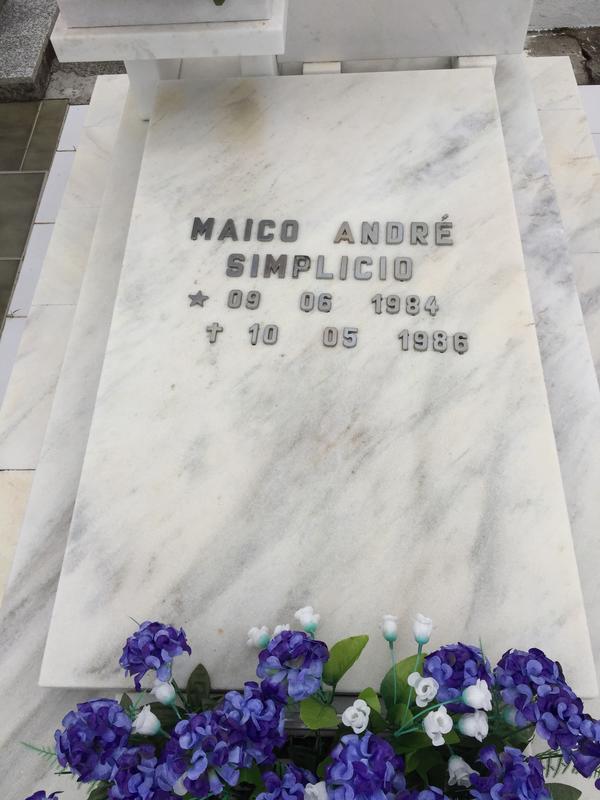 MAICO ANDRÉ
SIMPLICIO
★ 09 06 1984
✝ 10 05 1986